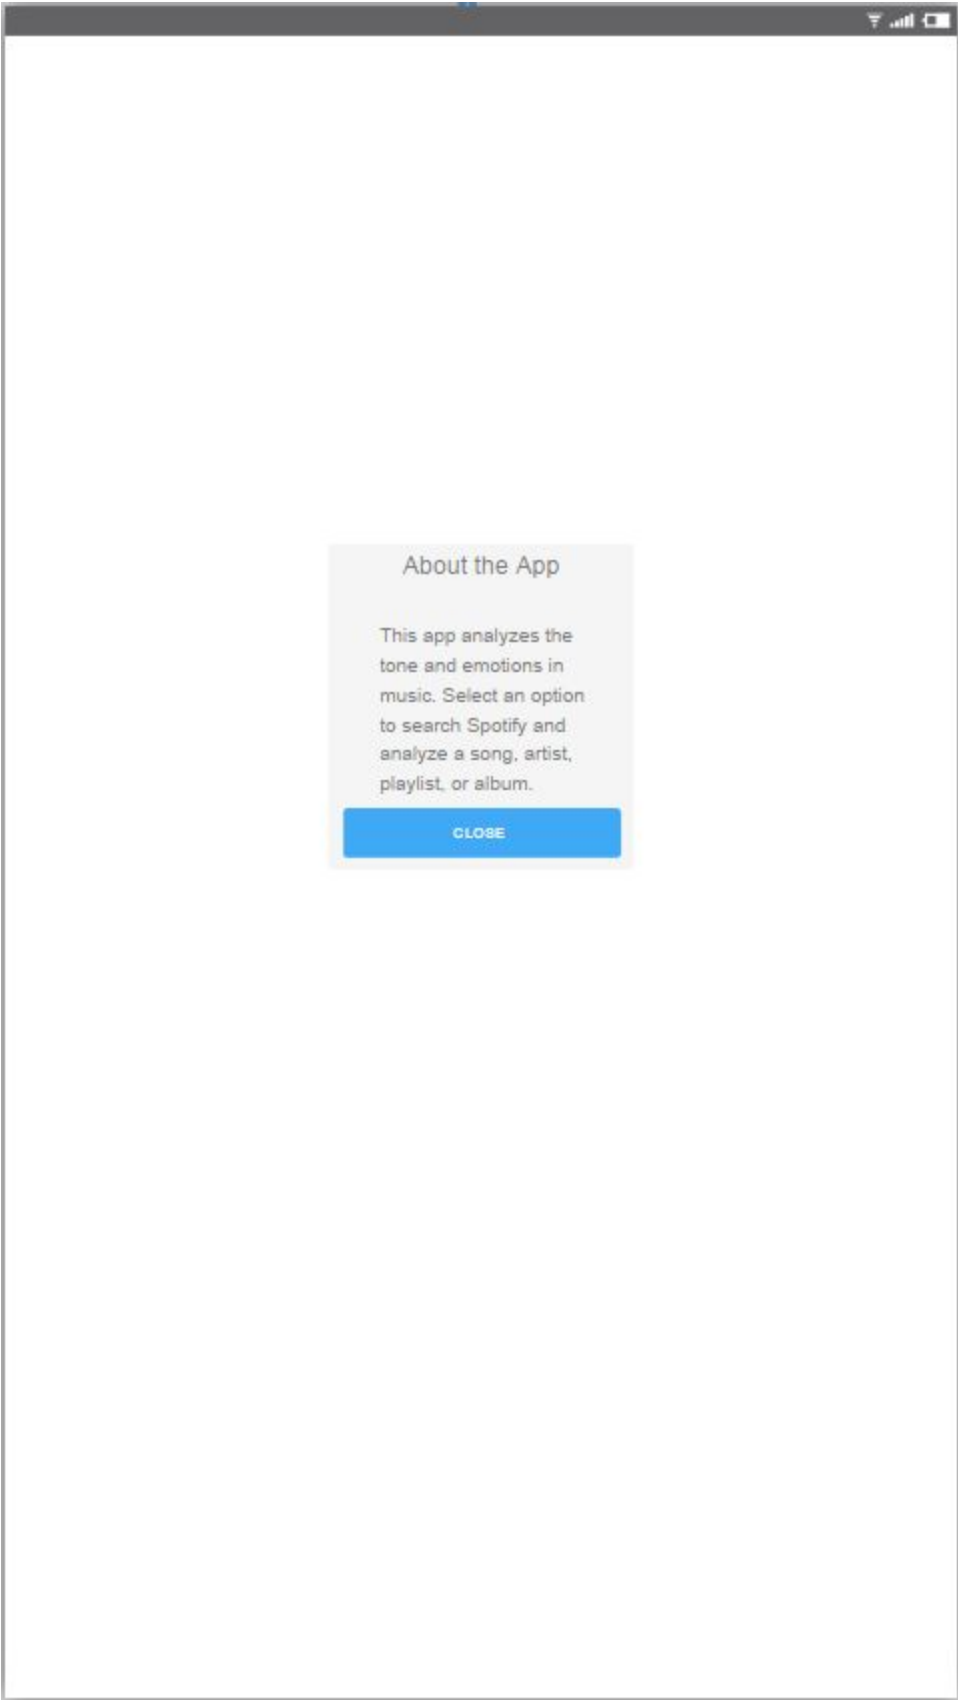 About the App
This app analyzes the
tone and emotions in
music. Select an option
to search Spotify and
analyze a song, artist,
playlist, or album.
CLOSE